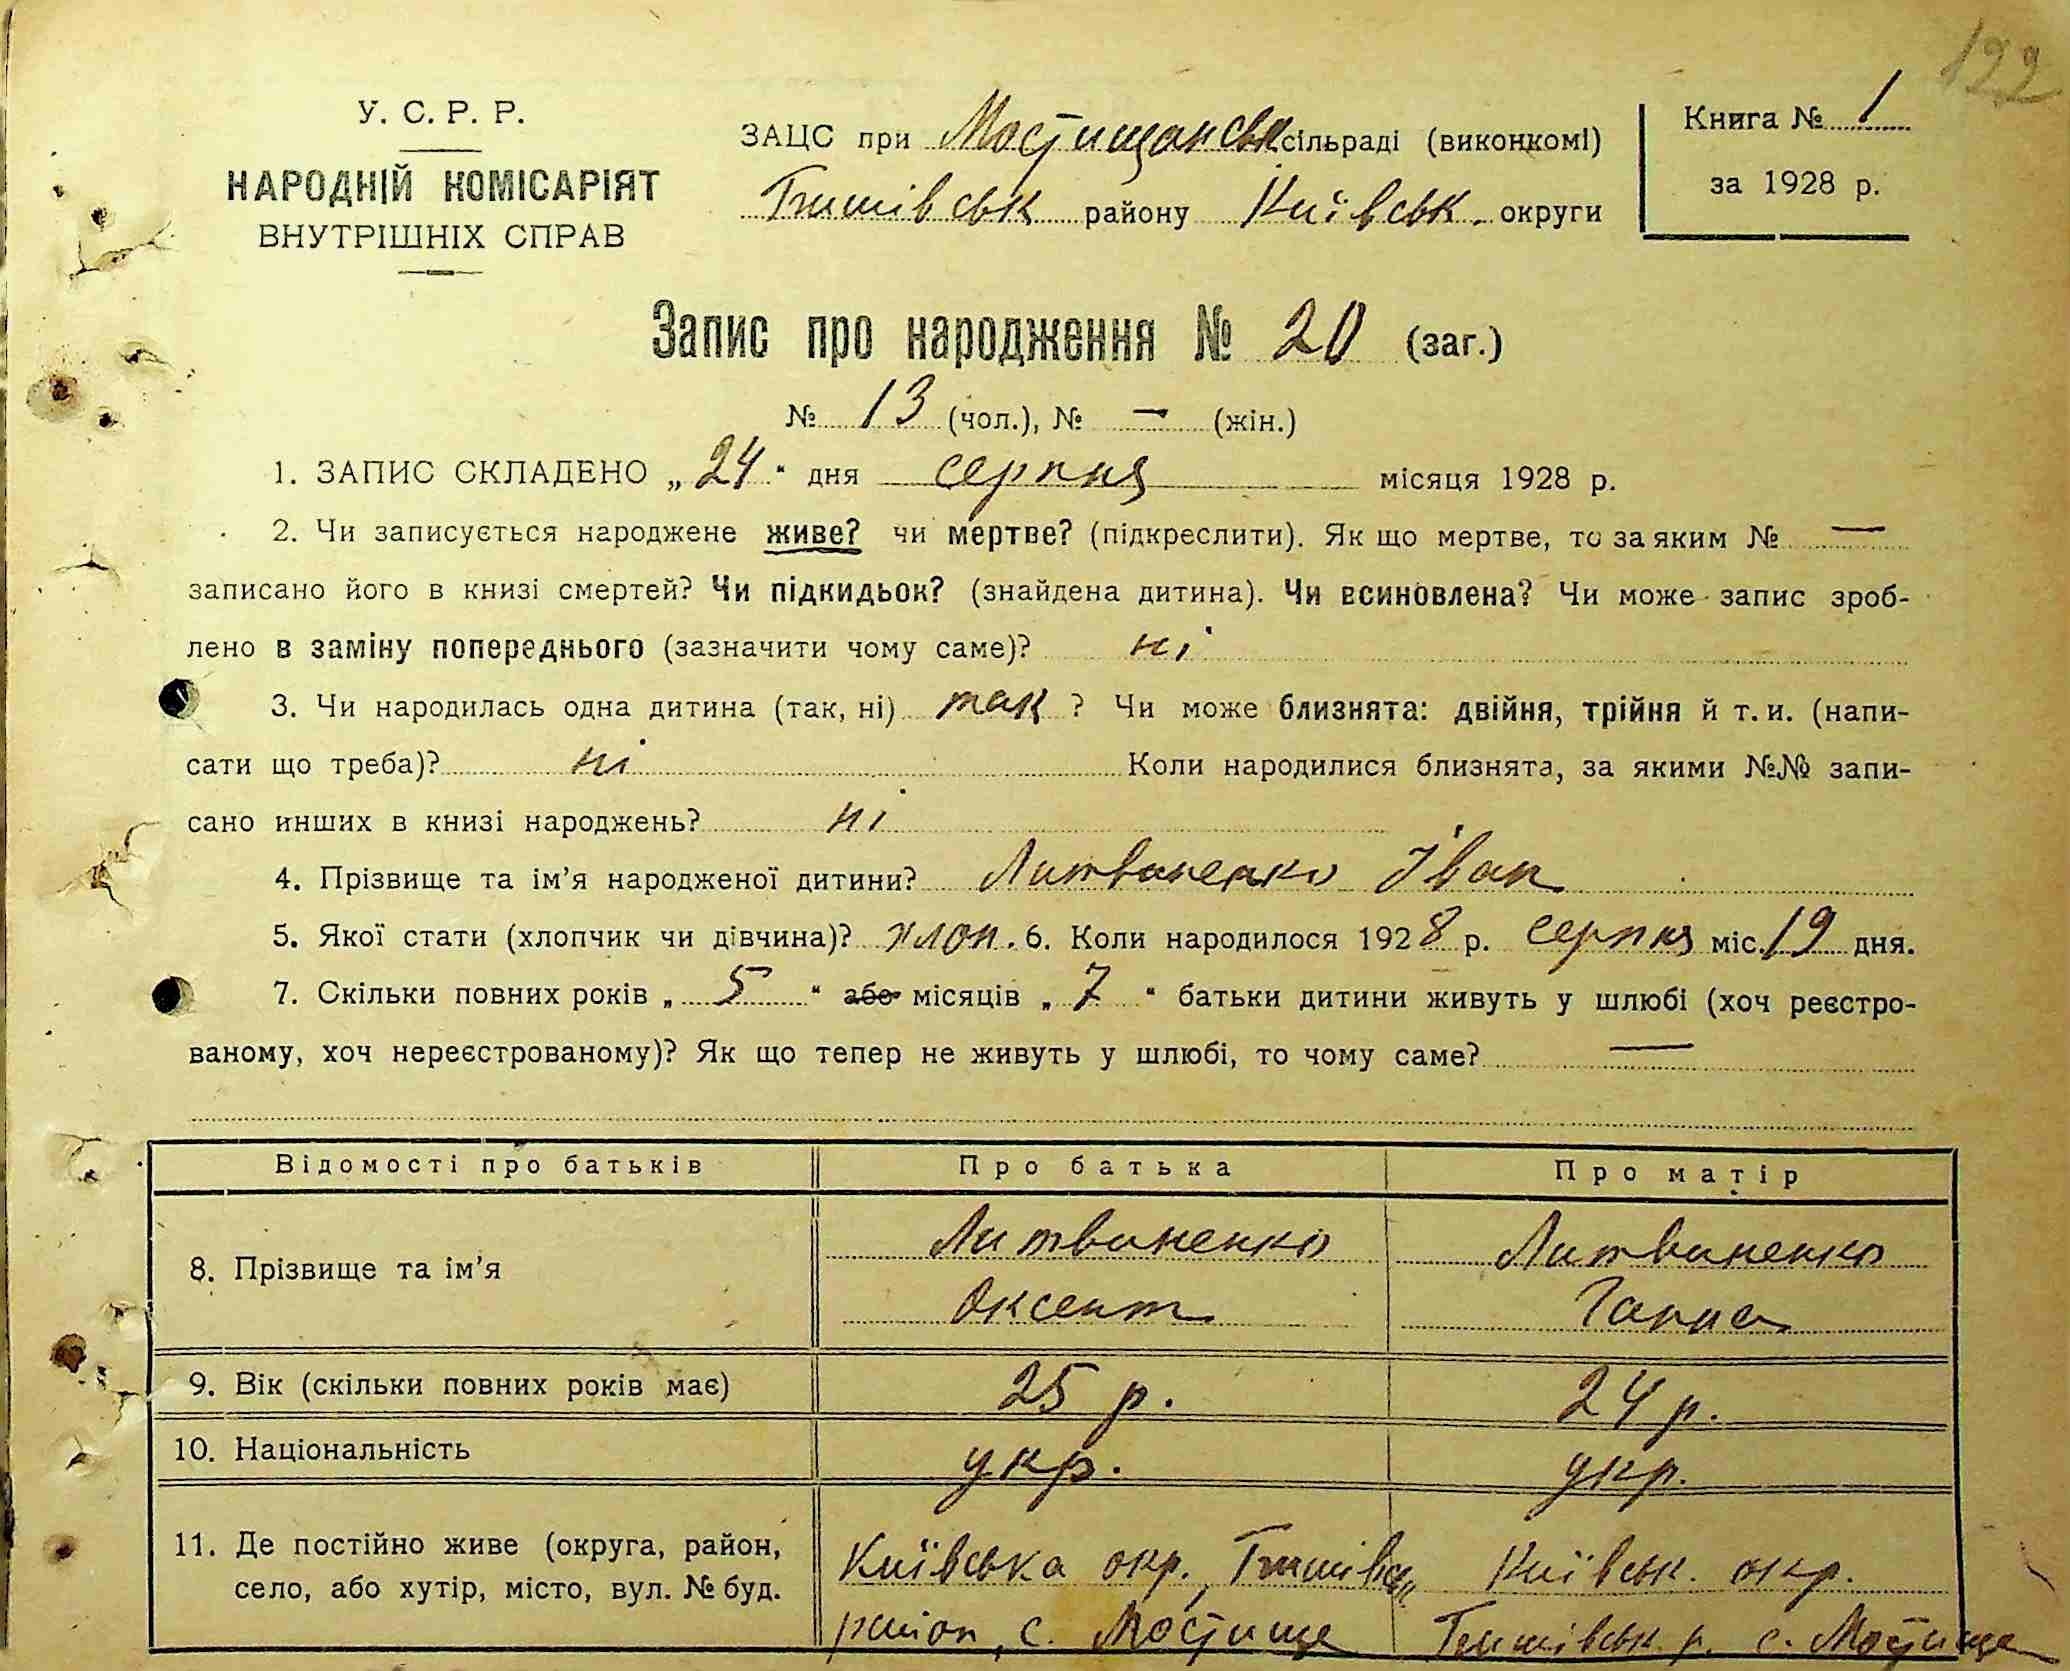 122
У. С. Р. Р.
НАРОДНІЙ КОМІСАРІЯТ
ВНУТРІШНІХ СПРАВ
ЗАЦС при Мостищанськ сільраді (виконкомі)
району Київськ. округи
Книга № 1
за 1928 р.
Запис про народження № 20 (заг.)
№ 13 (чол.), № — (жін.)
1. ЗАПИС СКЛАДЕНО „24“ дня серпня місяця 1928 р.
2. Чи записується народжене живе? чи мертве? (підкреслити). Як що мертве, то за яким № —
записано його в книзі смертей? Чи підкидьок? (знайдена дитина). Чи всиновлена? Чи може запис зроб-
лено в заміну попереднього (зазначити чому саме)? ні
3. Чи народилась одна дитина (так, ні) так ? Чи може близнята: двійня, трійня й т. и. (напи-
сати що треба)? ні Коли народилися близнята, за якими №№ запи-
сано инших в книзі народжень? ні
4. Прізвище та ім’я народженої дитини? Литвиненко Іван
5. Якої стати (хлопчик чи дівчина)? хлоп. 6. Коли народилося 1928 р. серпня міс. 19 дня.
7. Скільки повних років „5“ або місяців „7“ батьки дитини живуть у шлюбі (хоч реєстро-
ваному, хоч нереєстрованому)? Як що тепер не живуть у шлюбі, то чому саме? —
Відомості про батьків Про батька Про матір
8. Прізвище та ім’я Литвиненко Оксент Литвиненко Ганна
9. Вік (скільки повних років має) 25 р. 24 р.
10. Національність укр. укр.
11. Де постійно живе (округа, район, Київська окр., Київськ. окр.
село, або хутір, місто, вул. № буд. район, с. Мостище р. с. Мостище